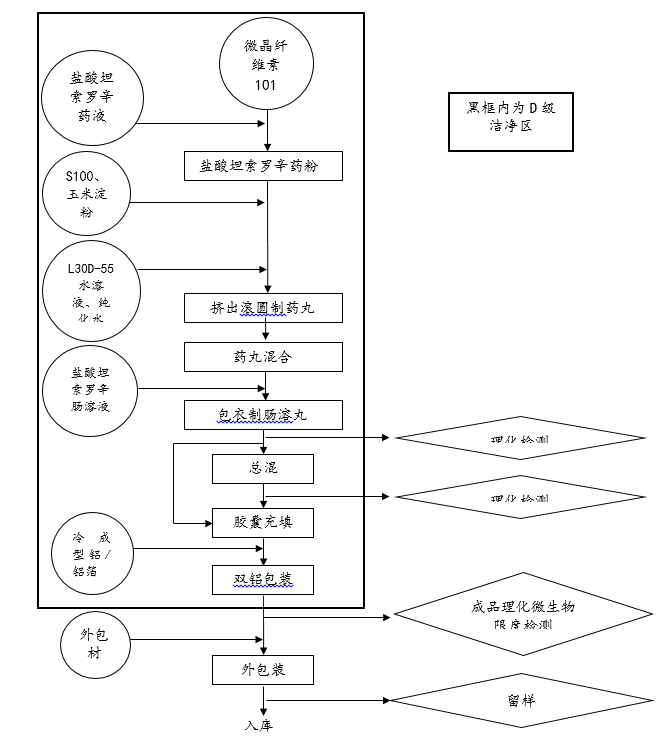 微晶纤
维素
101
盐酸坦
索罗辛
药液
黑框内为 D 级
洁净区
盐酸坦索罗辛药粉
S100、
玉米淀
粉
L30D-55
水溶
液、纯
化水
挤出滚圆制药丸
药丸混合
盐酸坦
索罗辛
肠溶液
包衣制肠溶丸
理化检测
总混
理化检测
胶囊充填
冷 成
型 铝 /
铝箔
双铝包装
成品理化微生物
限度检测
外包
材
外包装
留样
入库